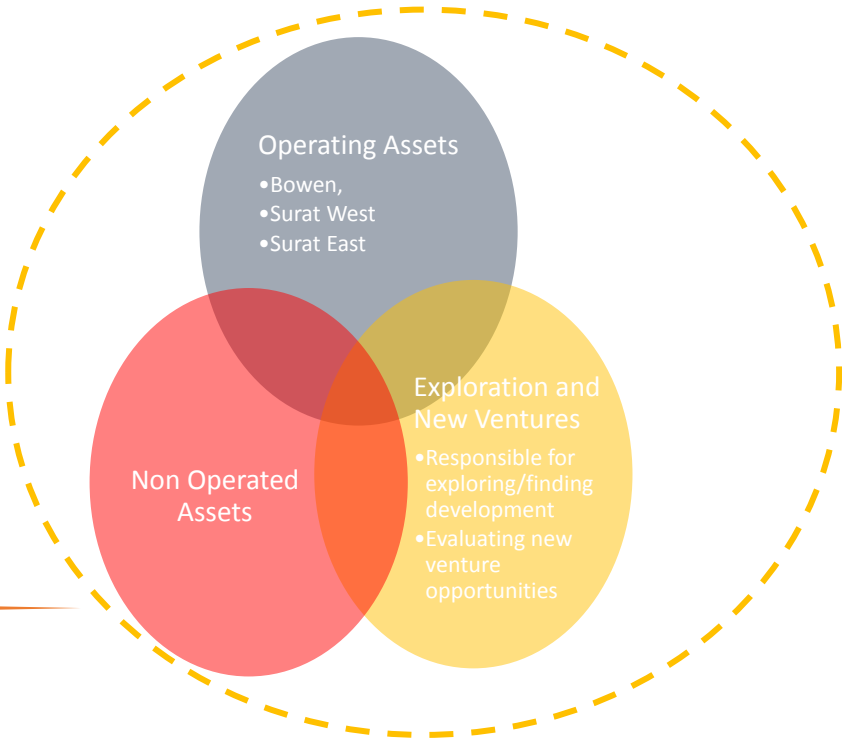 Operating Assets
•Bowen,
•Surat West
•Surat East
Exploration and
New Ventures
•Responsible for
exploring/finding
development
•Evaluating new
venture
opportunities
Non Operated
Assets